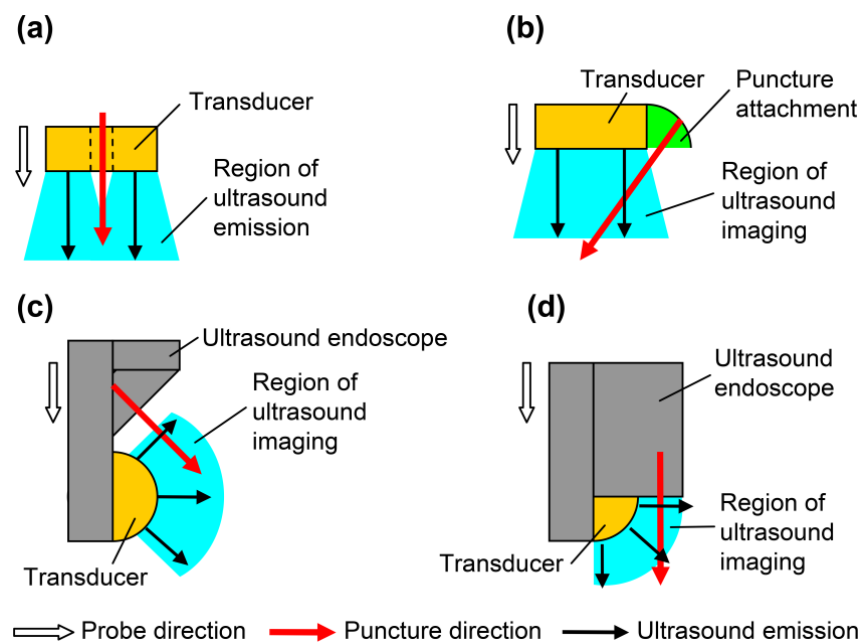 (a)
Transducer
Region of
ultrasound
emission
(b)
Transducer
Puncture
attachment
Region of
ultrasound
imaging
(c)
Ultrasound endoscope
Region of
ultrasound
imaging
Transducer
(d)
Ultrasound
endoscope
Region of
ultrasound
imaging
Transducer
Probe direction Puncture direction Ultrasound emission